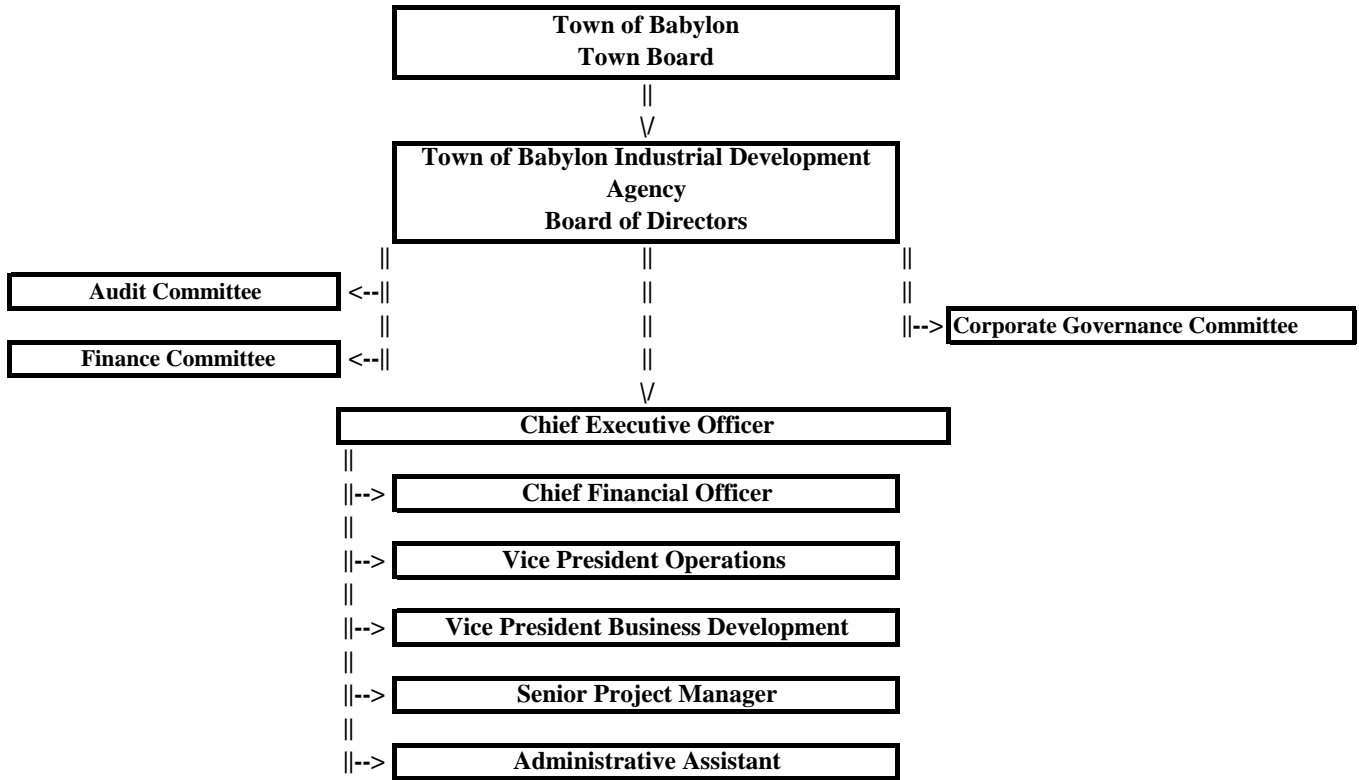 Town of Babylon
Town Board
||
\/
Town of Babylon Industrial Development
Agency
Board of Directors
|| || ||
Audit Committee <--|| || ||
|| || ||--> Corporate Governance Committee
Finance Committee <--|| ||
\/
Chief Executive Officer
||
||--> Chief Financial Officer
||
||--> Vice President Operations
||
||--> Vice President Business Development
||
||--> Senior Project Manager
||
||--> Administrative Assistant